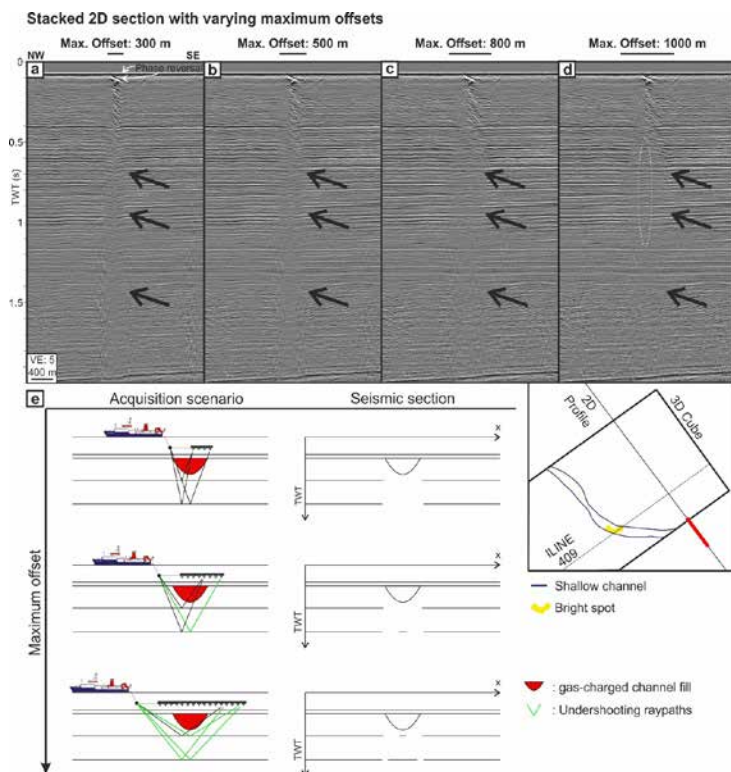 Stacked 2D section with varying maximum offsets
NW Max. Offset: 300 m SE Max. Offset: 500 m Max. Offset: 800 m Max. Offset: 1000 m
0
a Phase reversal b c d
0.5
TWT (s)
1
1.5
VE: 5
400 m
e Acquisition scenario Seismic section
Maximum offset
x
TWT
x
TWT
x
TWT
2D
Profile
3D Cube
ILINE
409
Shallow channel
Bright spot
: gas-charged channel fill
: Undershooting raypaths